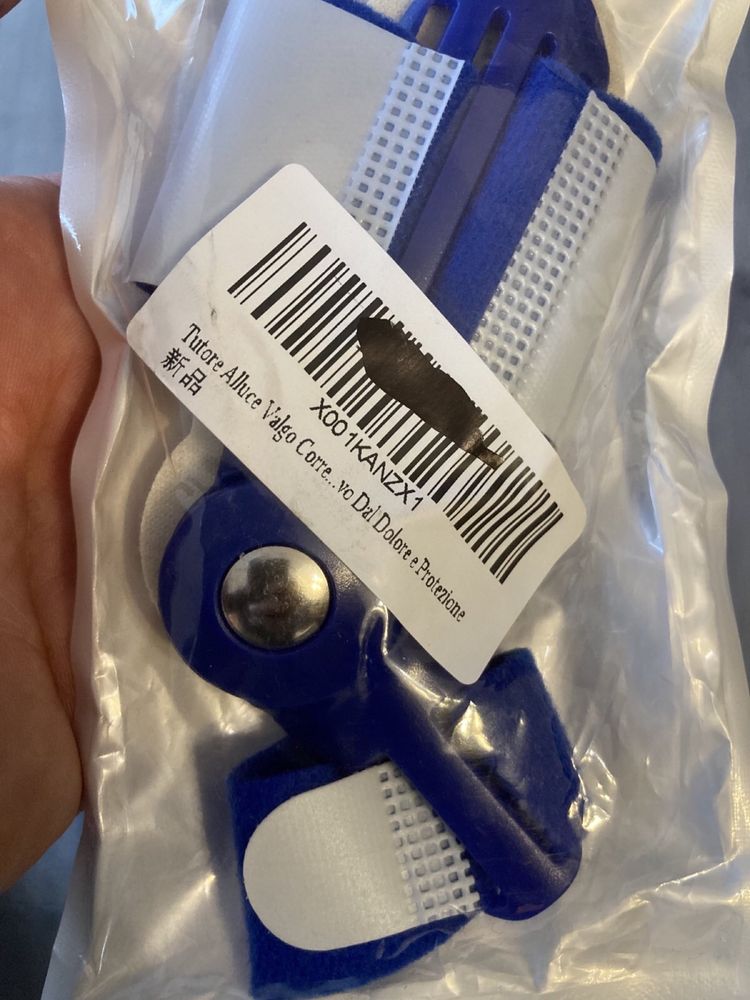 X001KANZX1
Tutore Alluce Valgo Corre...vo Dal Dolore e Protezione
新品